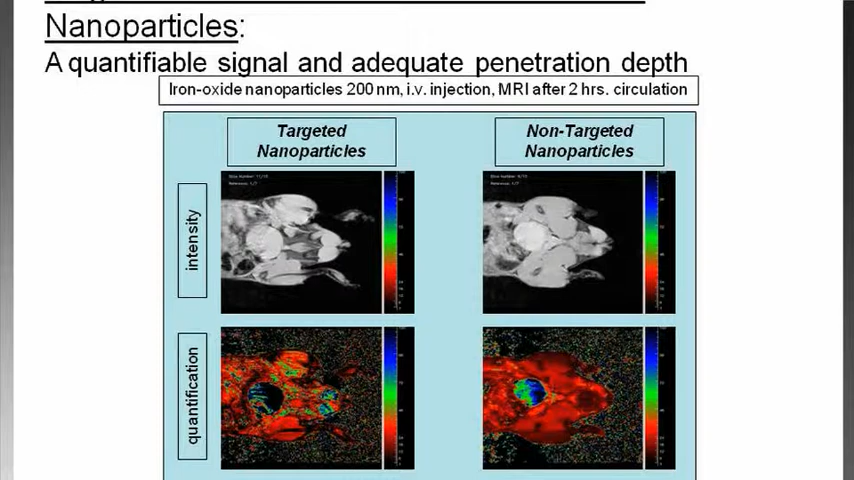 Nanoparticles:
A quantifiable signal and adequate penetration depth
Iron-oxide nanoparticles 200 nm, i.v. injection, MRI after 2 hrs. circulation
Targeted
Nanoparticles
Non-Targeted
Nanoparticles
intensity
quantification